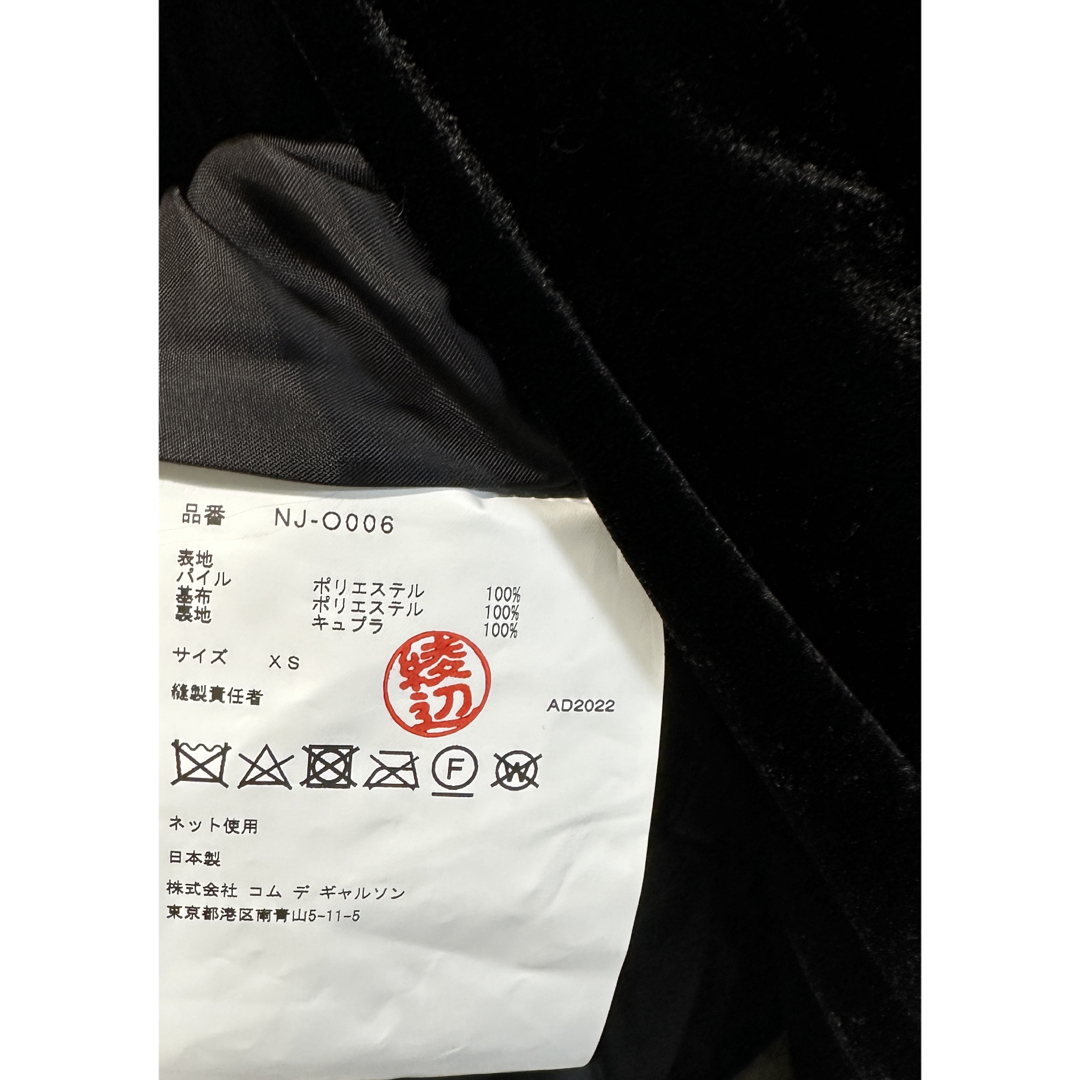 品番 NJ-O006
表地
パイル ポリエステル 100%
基布 ポリエステル 100%
裏地 キュプラ 100%
サイズ XS
縫製責任者 綾辺 AD2022
F W
ネット使用
日本製
株式会社 コム デ ギャルソン
東京都港区南青山5-11-5